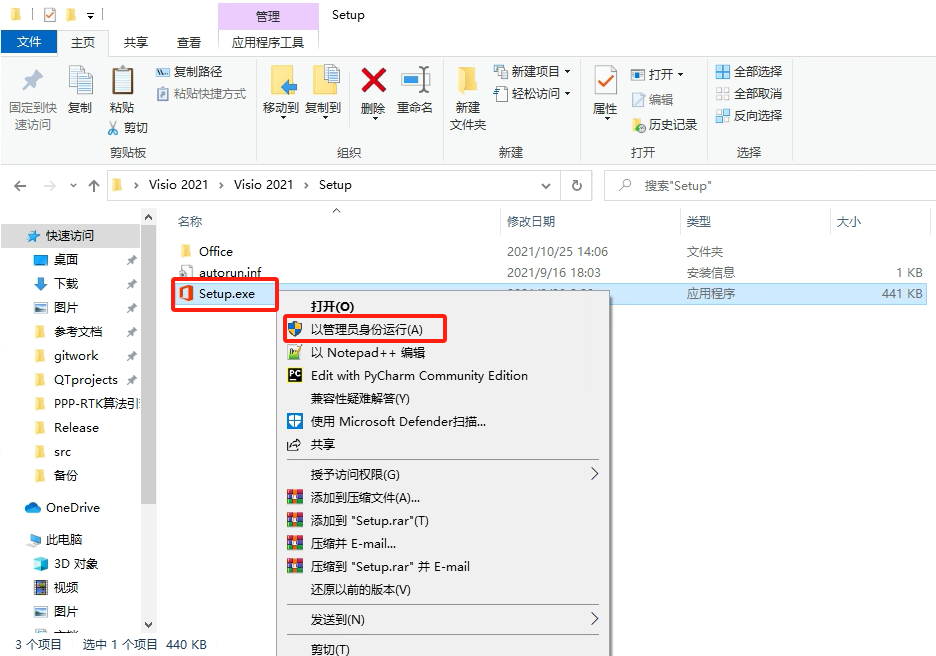 管理
Setup
文件
主页
共享
查看
应用程序工具
固定到快
速访问
复制
粘贴
复制路径
粘贴快捷方式
剪切
剪贴板
移动到
复制到
删除
重命名
组织
新建
文件夹
新建项目
轻松访问
新建
属性
打开
编辑
历史记录
打开
全部选择
全部取消
反向选择
选择
Visio 2021 › Visio 2021 › Setup
搜索"Setup"
名称
修改日期
类型
大小
快速访问
桌面
下载
图片
参考文档
gitwork
QTprojects
PPP-RTK算法引
Release
src
备份
OneDrive
此电脑
3D 对象
视频
图片
Office
2021/10/25 14:06
文件夹
autorun.inf
2021/9/16 18:03
安装信息
1 KB
Setup.exe
应用程序
441 KB
打开(O)
以管理员身份运行(A)
以 Notepad++ 编辑
PC
Edit with PyCharm Community Edition
兼容性疑难解答(Y)
使用 Microsoft Defender扫描...
共享
授予访问权限(G)
添加到压缩文件(A)...
添加到 "Setup.rar"(T)
压缩并 E-mail...
压缩到 "Setup.rar" 并 E-mail
还原以前的版本(V)
发送到(N)
剪切(T)
3 个项目
选中 1 个项目 440 KB